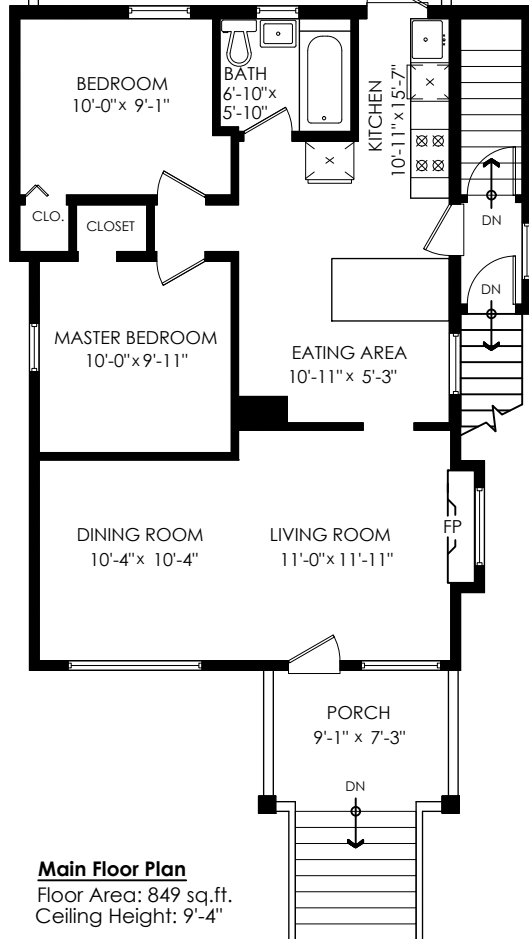 BEDROOM
10'-0" x 9'-1"
BATH
6'-10" x
5'-10"
KITCHEN
10'-11" x 15'-7"
X
X
CLO.
CLOSET
DN
DN
MASTER BEDROOM
10'-0" x 9'-11"
EATING AREA
10'-11" x 5'-3"
DINING ROOM
10'-4" x 10'-4"
LIVING ROOM
11'-0" x 11'-11"
FP
PORCH
9'-1" x 7'-3"
DN
Main Floor Plan
Floor Area: 849 sq.ft.
Ceiling Height: 9'-4"